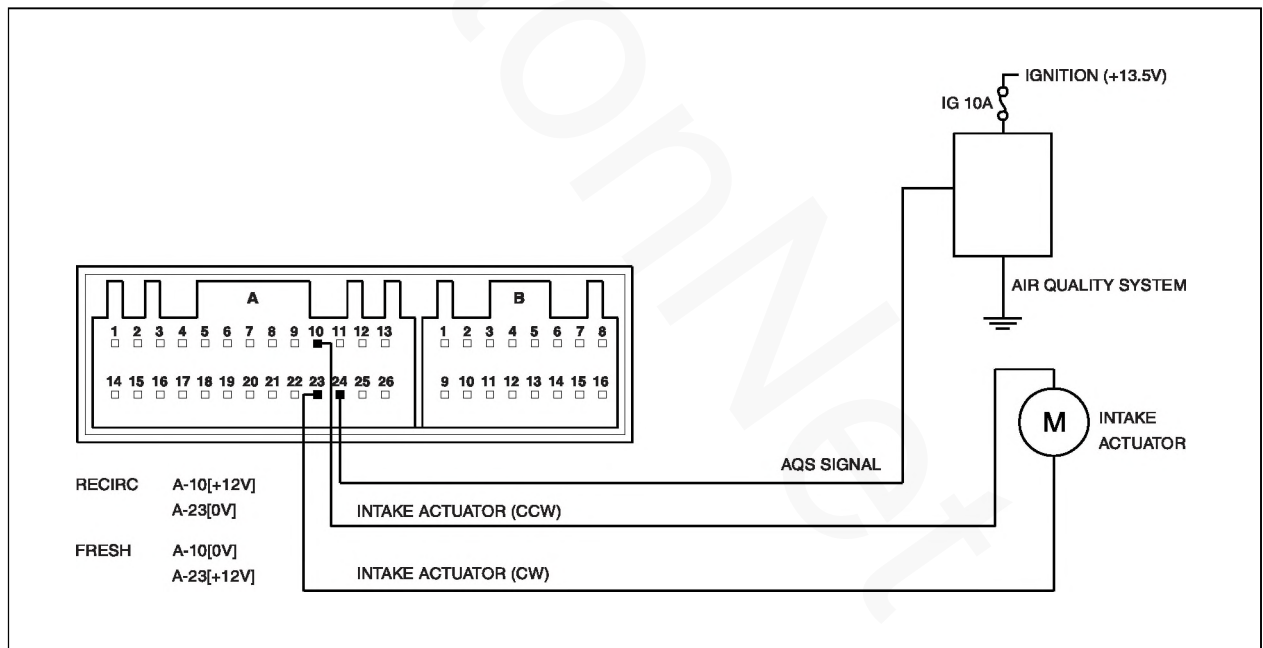 IGNITION (+13.5V)
IG 10A
AIR QUALITY SYSTEM
A
B
1 2 3 4 5 6 7 8 9 10 11 12 13
1 2 3 4 5 6 7 8
14 15 16 17 18 19 20 21 22 23 24 25 26
9 10 11 12 13 14 15 16
M
INTAKE
ACTUATOR
AQS SIGNAL
RECIRC A-10[+12V]
A-23[0V]
INTAKE ACTUATOR (CCW)
FRESH A-10[0V]
A-23[+12V]
INTAKE ACTUATOR (CW)
onNet